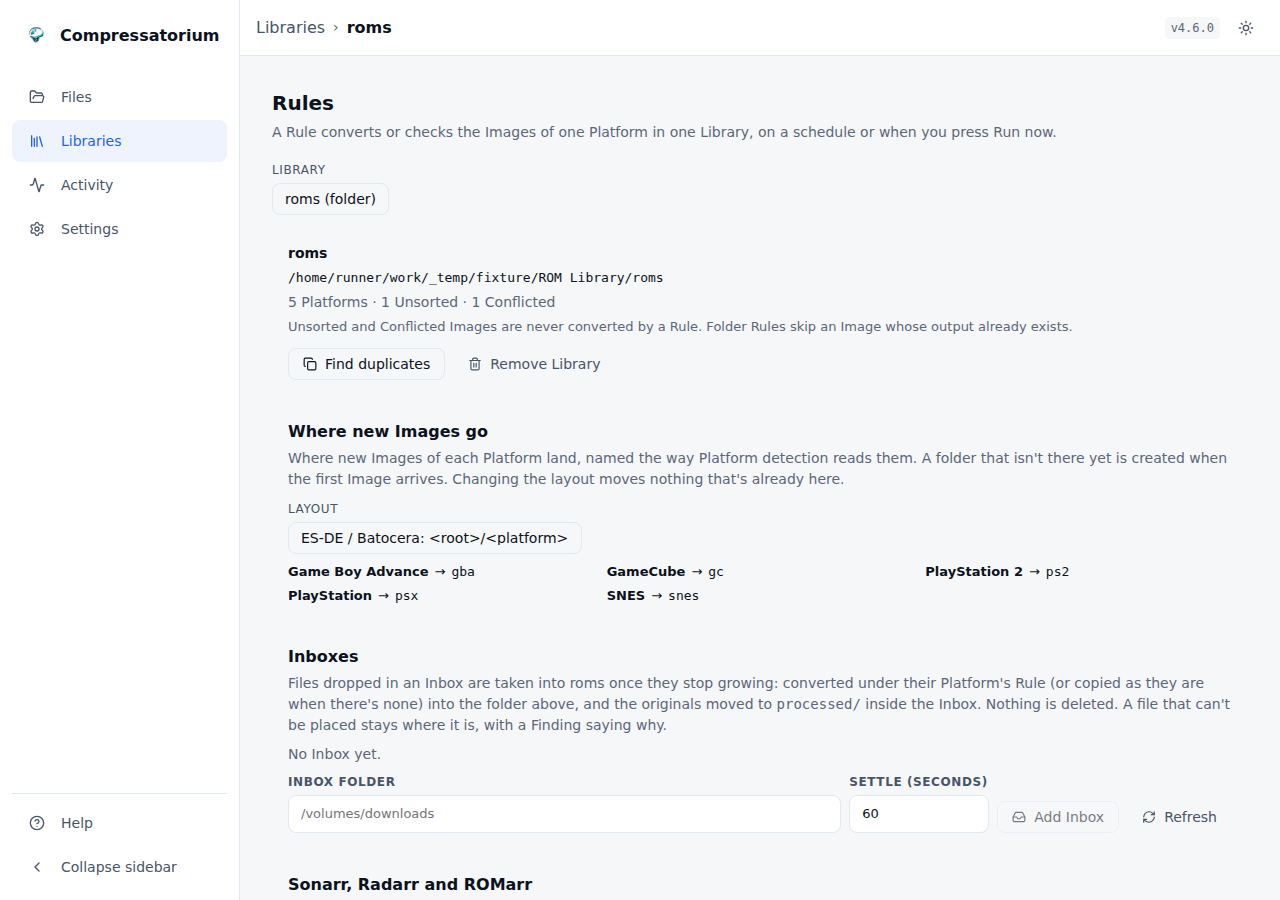 Compressatorium
Libraries › roms
v4.6.0
Files
Libraries
Activity
Settings
Help
Collapse sidebar
Rules
A Rule converts or checks the Images of one Platform in one Library, on a schedule or when you press Run now.
LIBRARY
roms (folder)
roms
/home/runner/work/_temp/fixture/ROM Library/roms
5 Platforms · 1 Unsorted · 1 Conflicted
Unsorted and Conflicted Images are never converted by a Rule. Folder Rules skip an Image whose output already exists.
Find duplicates
Remove Library
Where new Images go
Where new Images of each Platform land, named the way Platform detection reads them. A folder that isn't there yet is created when
the first Image arrives. Changing the layout moves nothing that's already here.
LAYOUT
ES-DE / Batocera: <root>/<platform>
Game Boy Advance → gba
GameCube → gc
PlayStation 2 → ps2
PlayStation → psx
SNES → snes
Inboxes
Files dropped in an Inbox are taken into roms once they stop growing: converted under their Platform's Rule (or copied as they are
when there's none) into the folder above, and the originals moved to processed/ inside the Inbox. Nothing is deleted. A file that can't
be placed stays where it is, with a Finding saying why.
No Inbox yet.
INBOX FOLDER
SETTLE (SECONDS)
/volumes/downloads
60
Add Inbox
Refresh
Sonarr, Radarr and ROMarr